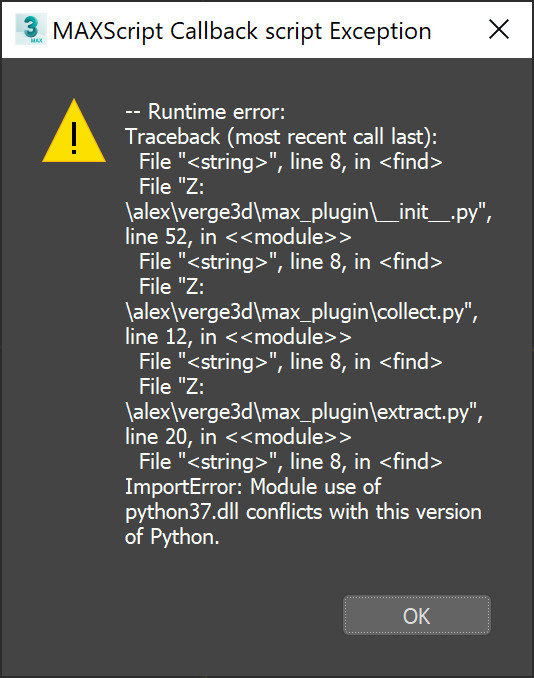 3
MAX
MAXScript Callback script Exception
-- Runtime error:
Traceback (most recent call last):
File "<string>", line 8, in <find>
File "Z:
\alex\verge3d\max_plugin\__init__.py",
line 52, in <<module>>
File "<string>", line 8, in <find>
File "Z:
\alex\verge3d\max_plugin\collect.py",
line 12, in <<module>>
File "<string>", line 8, in <find>
File "Z:
\alex\verge3d\max_plugin\extract.py",
line 20, in <<module>>
File "<string>", line 8, in <find>
ImportError: Module use of
python37.dll conflicts with this version
of Python.
OK